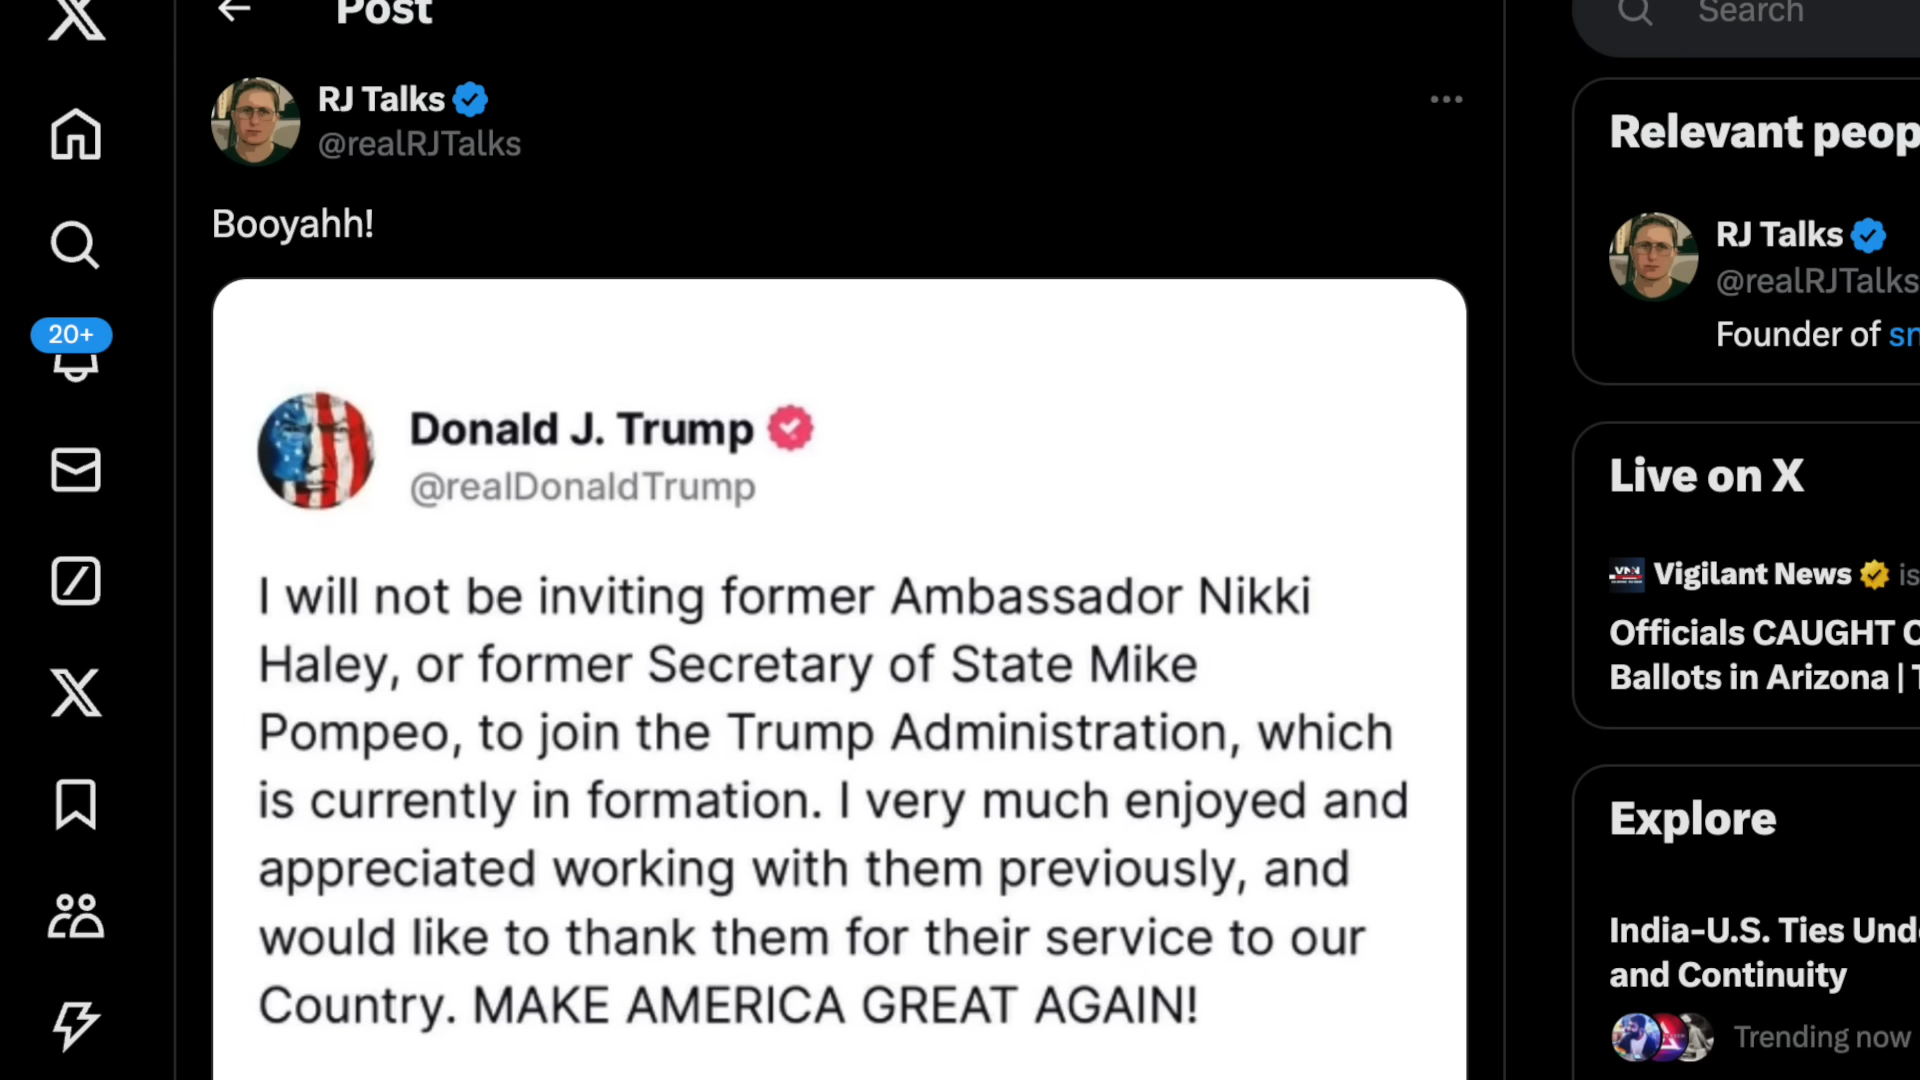 Post
Search
RJ Talks
@realRJTalks
Booyahh!
Donald J. Trump
@realDonaldTrump
I will not be inviting former Ambassador Nikki
Haley, or former Secretary of State Mike
Pompeo, to join the Trump Administration, which
is currently in formation. I very much enjoyed and
appreciated working with them previously, and
would like to thank them for their service to our
Country. MAKE AMERICA GREAT AGAIN!
20+
Relevant peop
RJ Talks
@realRJTalks
Founder of sn
Live on X
VNN
Vigilant News is
Officials CAUGHT
Ballots in Arizona |
Explore
India-U.S. Ties Und
and Continuity
Trending now